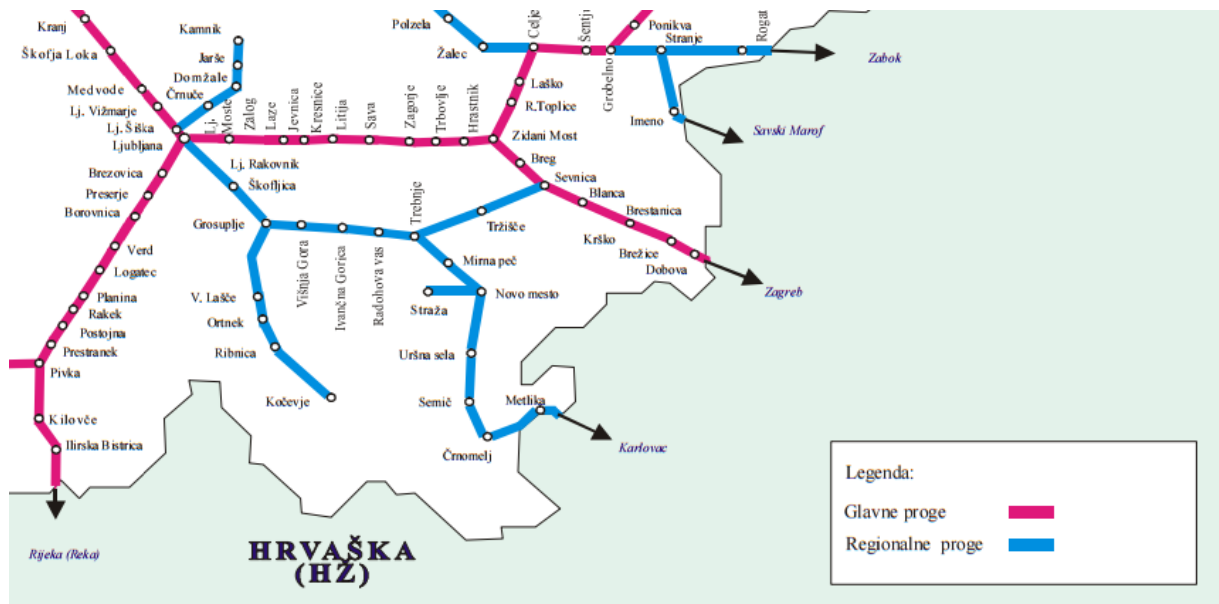 Kranj
Škofja Loka
Medvode
Lj. Vižmarje
Lj. Šiška
Ljubljana
Kamnik
Jarše
Domžale
Črnuče
Lj.
Moste
Zalog
Laze
Jevnica
Kresnice
Litija
Sava
Zagorje
Trbovlje
Hrastnik
Polzela
Žalec
Celje
Šentj
Grobelno
Ponikva
Stranje
Rogat
Zabok
Imeno
Savski Marof
Laško
R.Toplice
Zidani Most
Breg
Sevnica
Blanca
Brestanica
Krško
Brežice
Dobova
Zagreb
Brezovica
Preserje
Borovnica
Verd
Logatec
Planina
Rakek
Postojna
Prestranek
Pivka
Kilovče
Ilirska Bistrica
Rijeka (Reka)
Lj. Rakovnik
Škofljica
Grosuplje
Višnja Gora
Ivančna Gorica
Radohova vas
Trebnje
Tržišče
Mirna peč
Novo mesto
Straža
Uršna sela
Semič
Metlika
Črnomelj
Karlovac
V. Lašče
Ortnek
Ribnica
Kočevje
HRVAŠKA
(HŽ)
Legenda:
Glavne proge
Regionalne proge